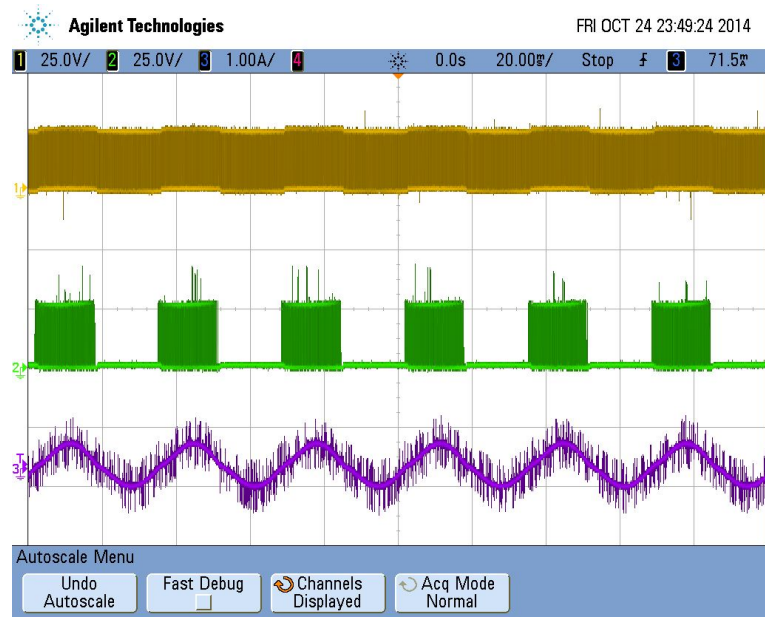 Agilent Technologies FRI OCT 24 23:49:24 2014
1 25.0V/ 2 25.0V/ 3 1.00A/ 4 0.0s 20.00ms/ Stop 3 71.5m
1
2
T
3
Autoscale Menu
Undo Autoscale
Fast Debug
Channels Displayed
Acq Mode Normal